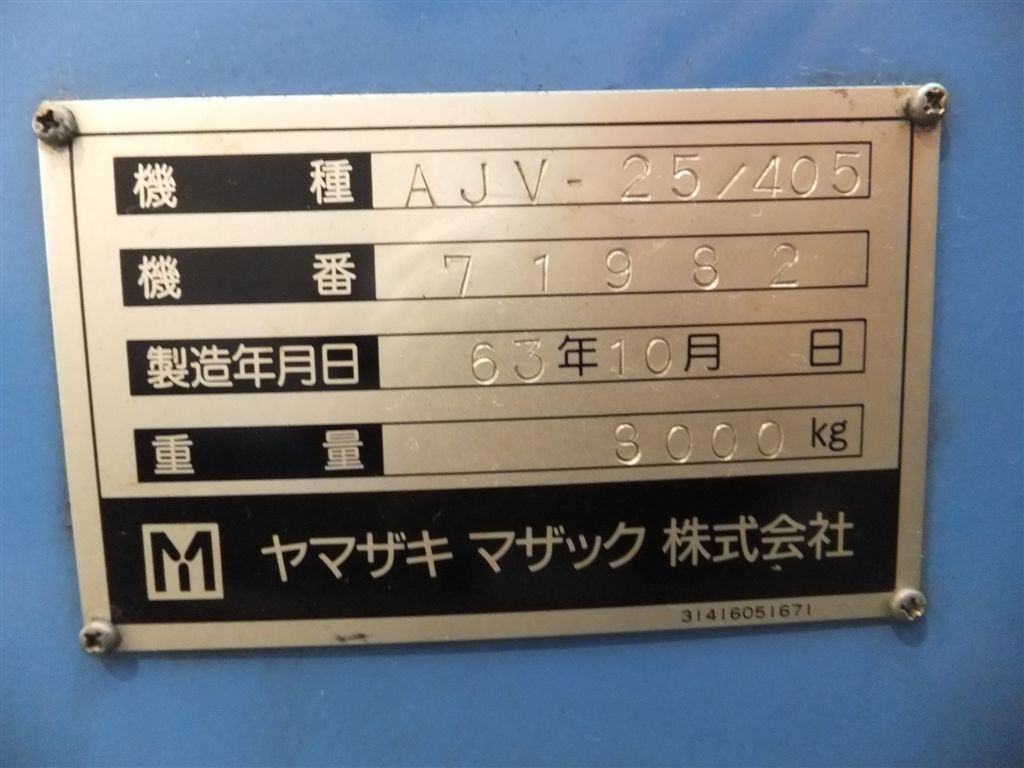 機種 AJV-25/405
機番 71982
製造年月日 63年10月 日
重量 8000 kg
M ヤマザキ マザック 株式会社
31416051671